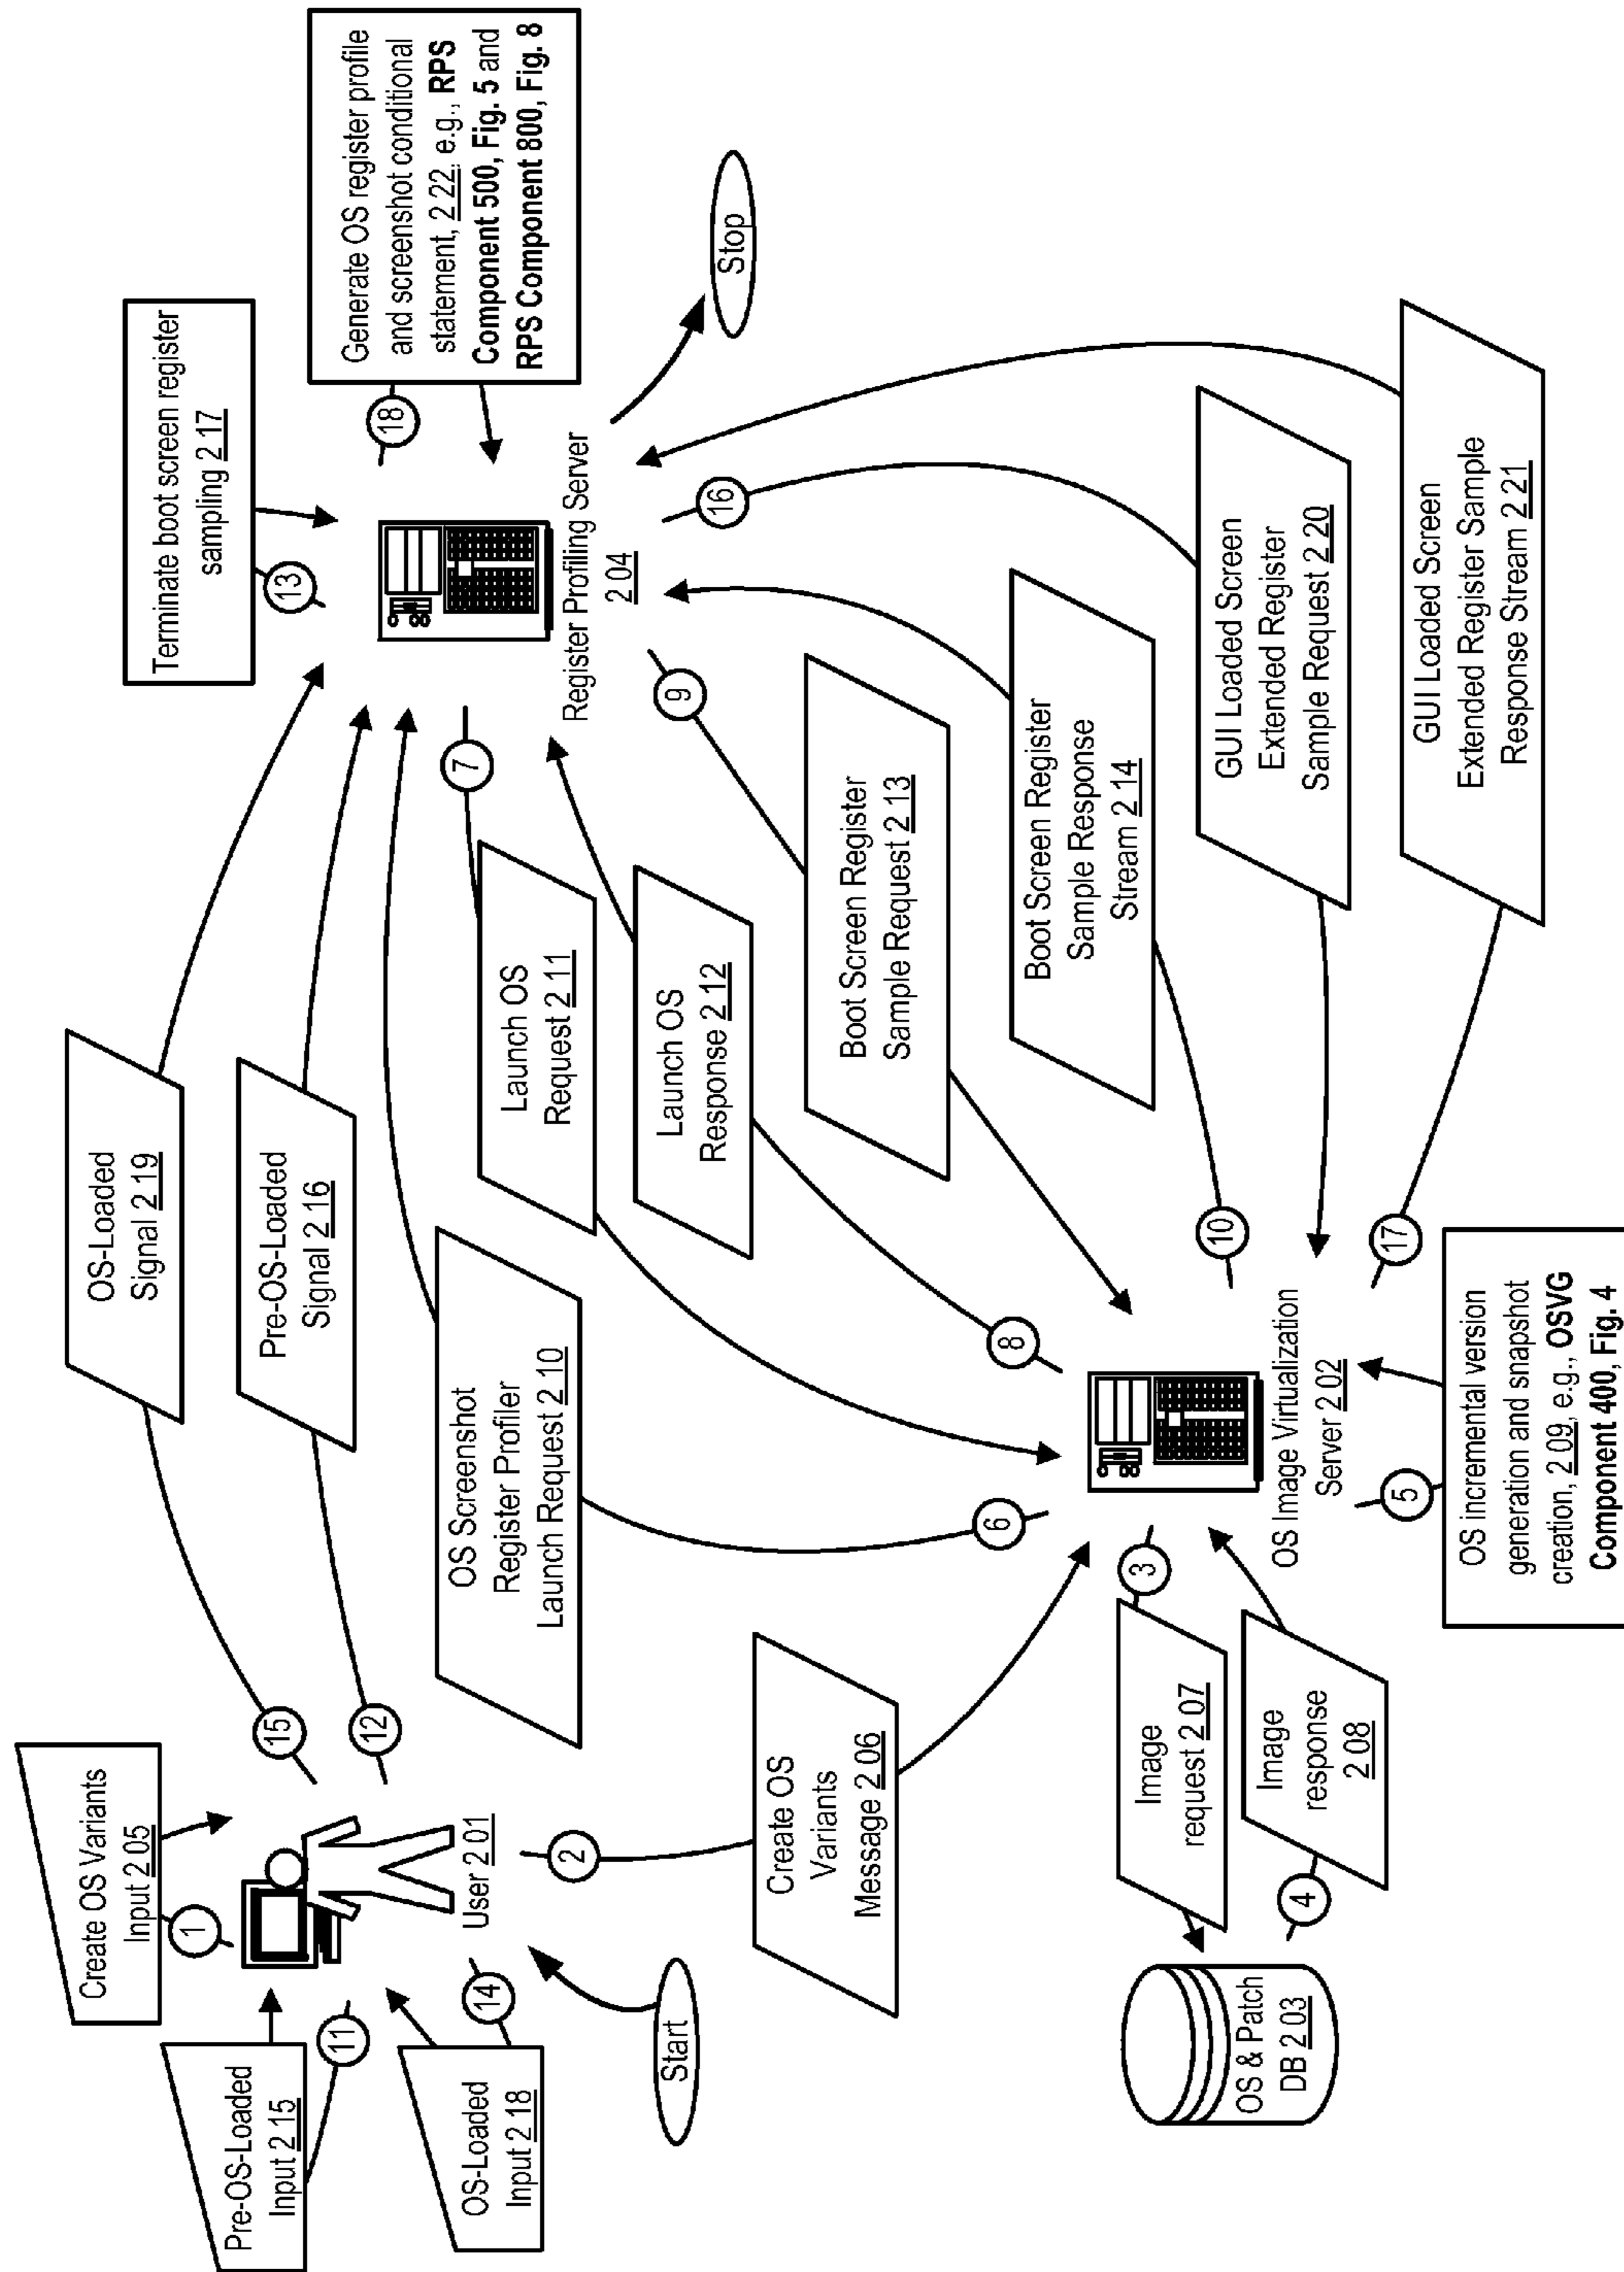 Create OS Variants
Input 2 05
1
Pre-OS-Loaded
Input 2 15
11
OS-Loaded
Input 2 18
14
User 2 01
Start
15
12
2
OS-Loaded
Signal 2 19
Pre-OS-Loaded
Signal 2 16
OS Screenshot
Register Profiler
Launch Request 2 10
6
Create OS
Variants
Message 2 06
Image
request 2 07
3
Image
response
2 08
4
OS & Patch
DB 2 03
OS Image Virtualization
Server 2 02
5
OS incremental version
generation and snapshot
creation, 2 09, e.g., OSVG
Component 400, Fig. 4
Launch OS
Request 2 11
7
Launch OS
Response 2 12
8
Boot Screen Register
Sample Request 2 13
9
Boot Screen Register
Sample Response
Stream 2 14
10
GUI Loaded Screen
Extended Register
Sample Request 2 20
16
GUI Loaded Screen
Extended Register Sample
Response Stream 2 21
17
Register Profiling Server
2 04
Terminate boot screen register
sampling 2 17
13
18
Generate OS register profile
and screenshot conditional
statement, 2 22, e.g., RPS
Component 500, Fig. 5 and
RPS Component 800, Fig. 8
Stop